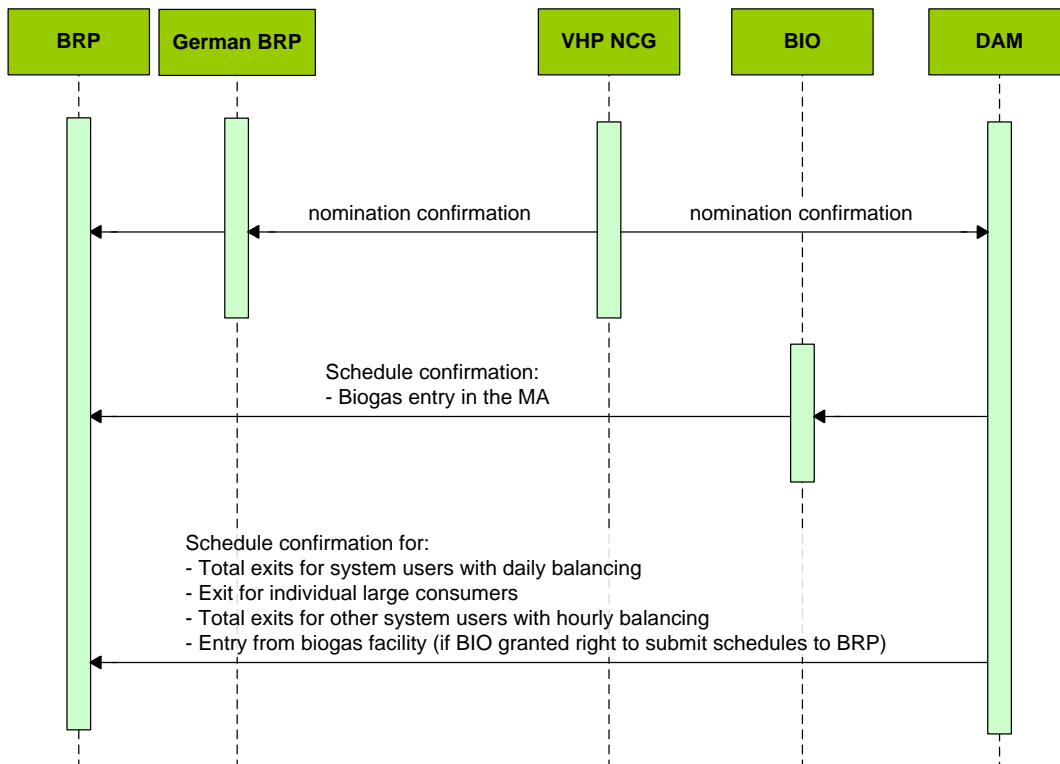 BRP
German BRP
VHP NCG
BIO
DAM
nomination confirmation
nomination confirmation
Schedule confirmation:
- Biogas entry in the MA
Schedule confirmation for:
- Total exits for system users with daily balancing
- Exit for individual large consumers
- Total exits for other system users with hourly balancing
- Entry from biogas facility (if BIO granted right to submit schedules to BRP)